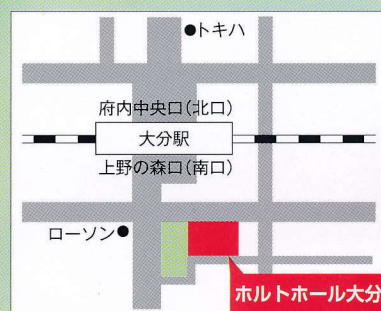 ●トキハ
府内中央口(北口)
大分駅
上野の森口(南口)
ローソン●
ホルトホール大分